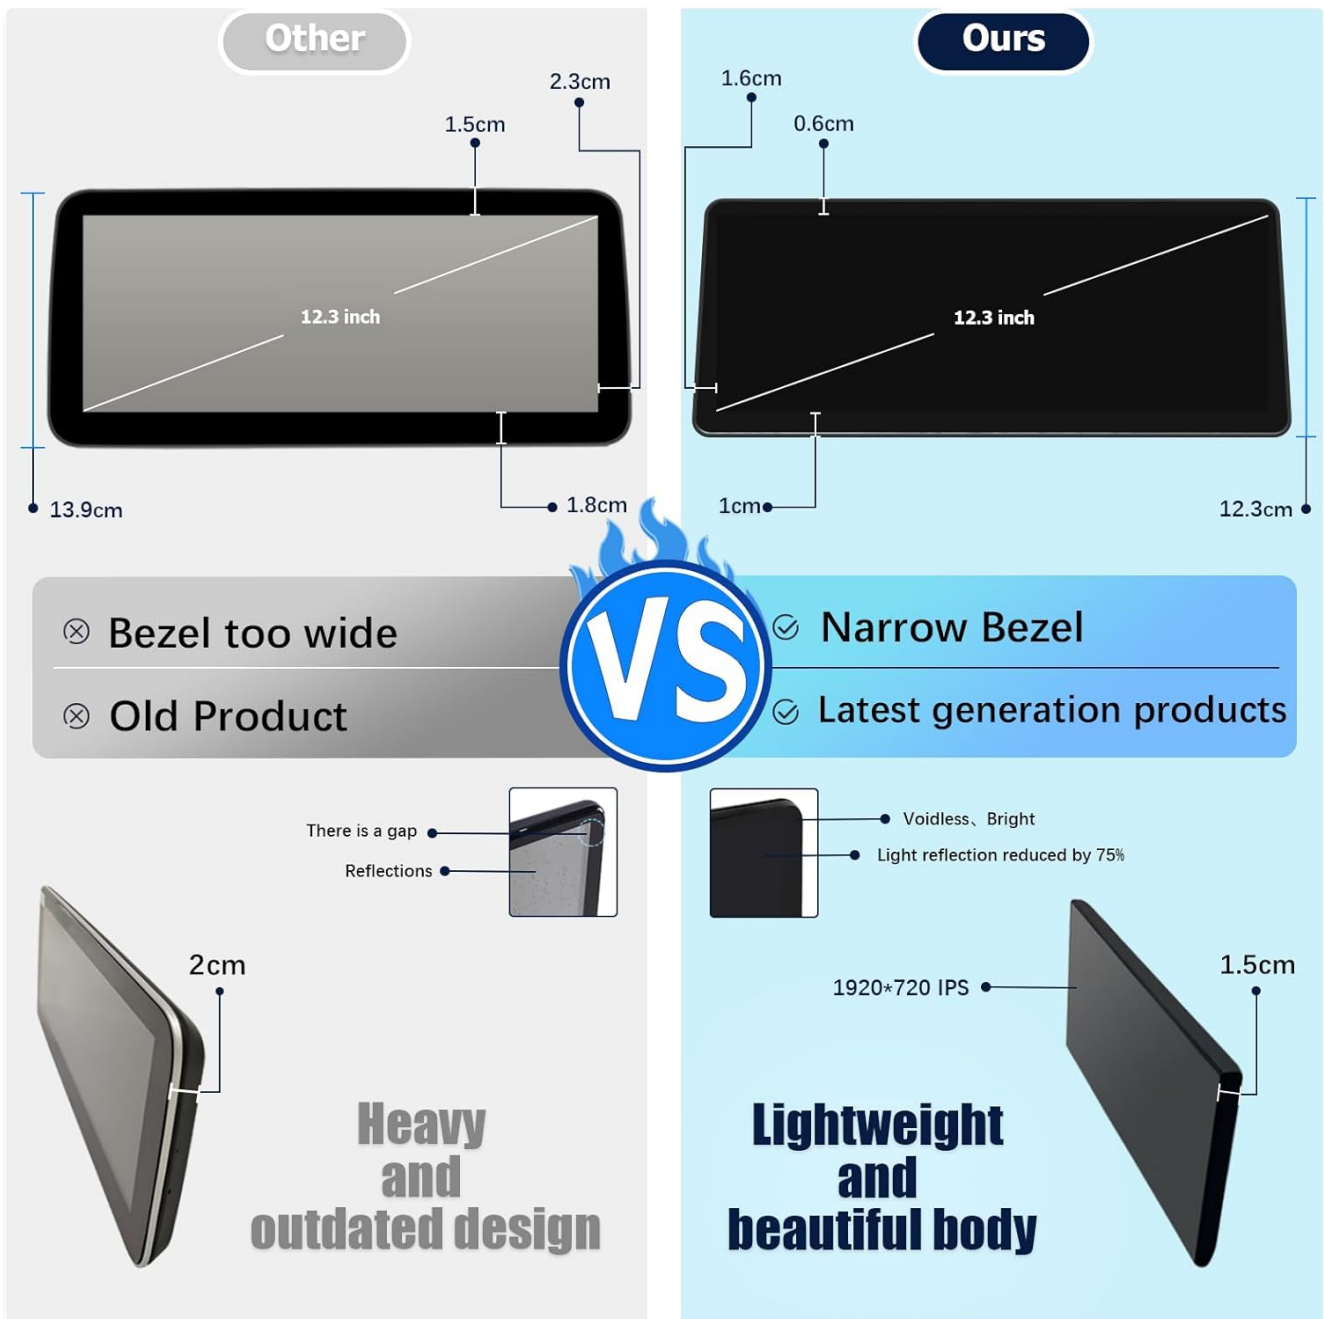 Other
2.3cm
1.5cm
12.3 inch
13.9cm
1.8cm
Ours
1.6cm
0.6cm
12.3 inch
1cm
12.3cm
VS
Bezel too wide
Old Product
Narrow Bezel
Latest generation products
There is a gap
Reflections
2cm
Heavy
and
outdated design
Voidless、Bright
Light reflection reduced by 75%
1920*720 IPS
1.5cm
Lightweight
and
beautiful body